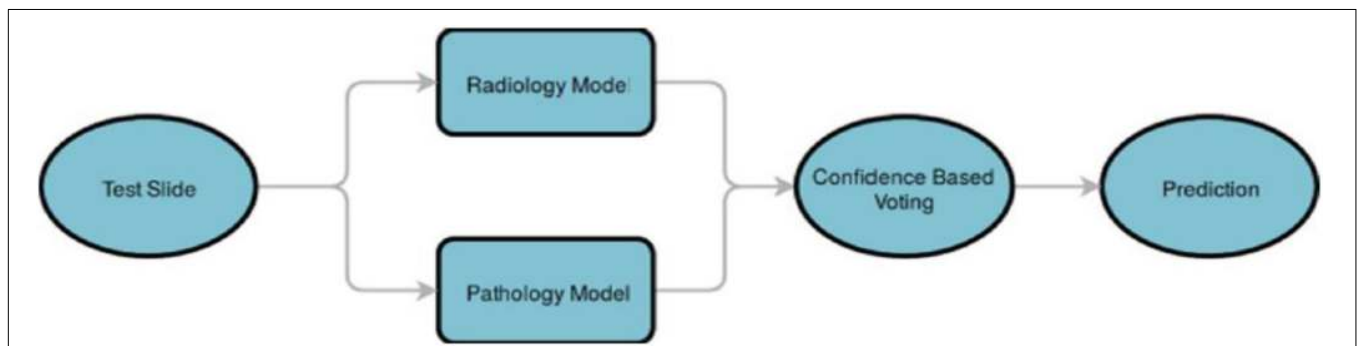 Radiology Model
Test Slide
Confidence Based
Voting
Prediction
Pathology Model